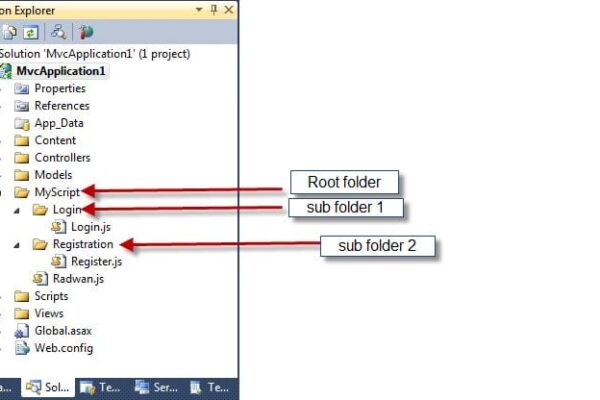 on Explorer
Solution 'MvcApplication1' (1 project)
MvcApplication1
Properties
References
App_Data
Content
Controllers
Models
MyScript
Root folder
Login
sub folder 1
Login.js
Registration
sub folder 2
Register.js
Radwan.js
Scripts
Views
Global.asax
Web.config
a... Sol... Te... Ser... Te...